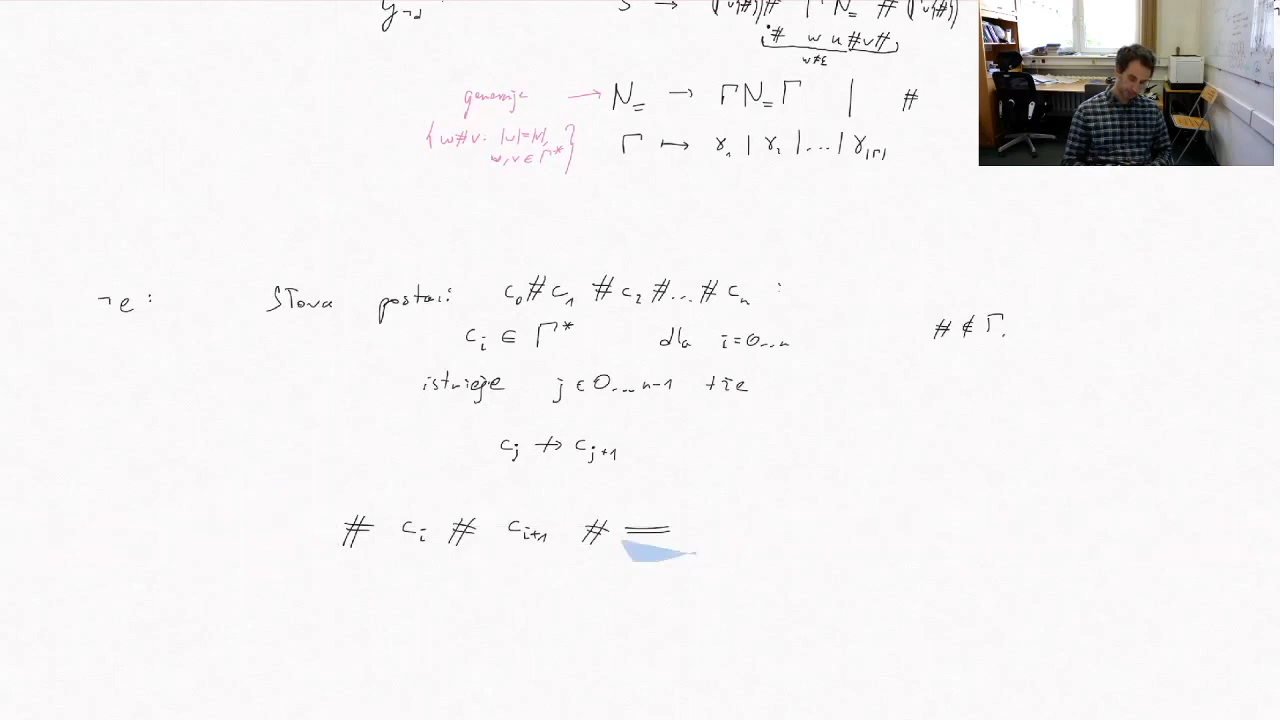 S → (Γ∪{#})# Γ N₌ # (Γ∪{#})
# w u # v #
w≠ε
generuje → N₌ → Γ N₌ Γ | #
{w#v: |v|=|w|, w,v ∈ Γ*}
Γ ↦ γ₁ | γ₂ | ... | γ|Γ|
¬e: Słowa postaci: c₀ # c₁ # c₂ # ... # cₙ :
cᵢ ∈ Γ* dla i=0...n # ∉ Γ.
istnieje j ∈ 0...n-1 t.że
cⱼ ↛ cⱼ₊₁
# cᵢ # cᵢ₊₁ # =